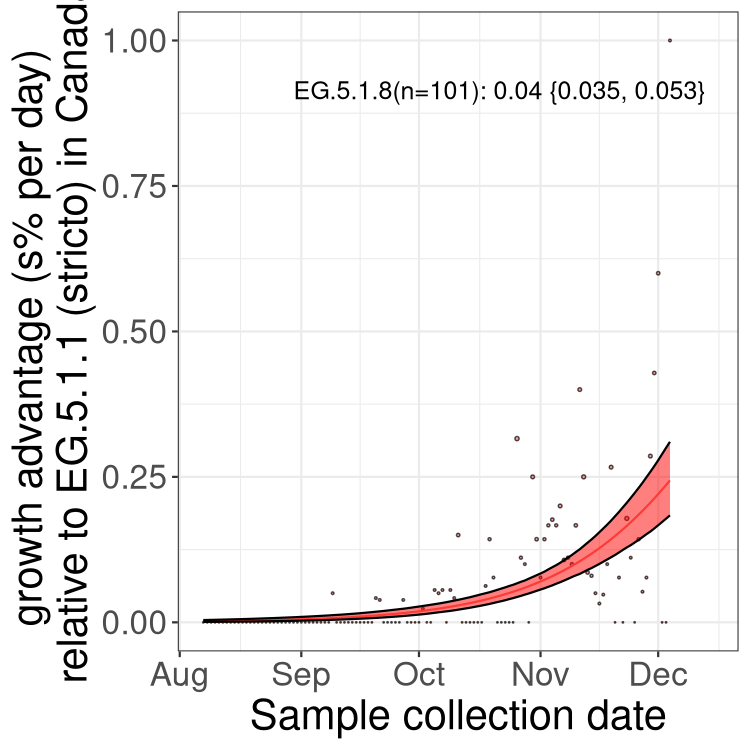 growth advantage (s% per day)
relative to EG.5.1.1 (stricto) in Canada
1.00
0.75
0.50
0.25
0.00
EG.5.1.8(n=101): 0.04 {0.035, 0.053}
Aug Sep Oct Nov Dec
Sample collection date